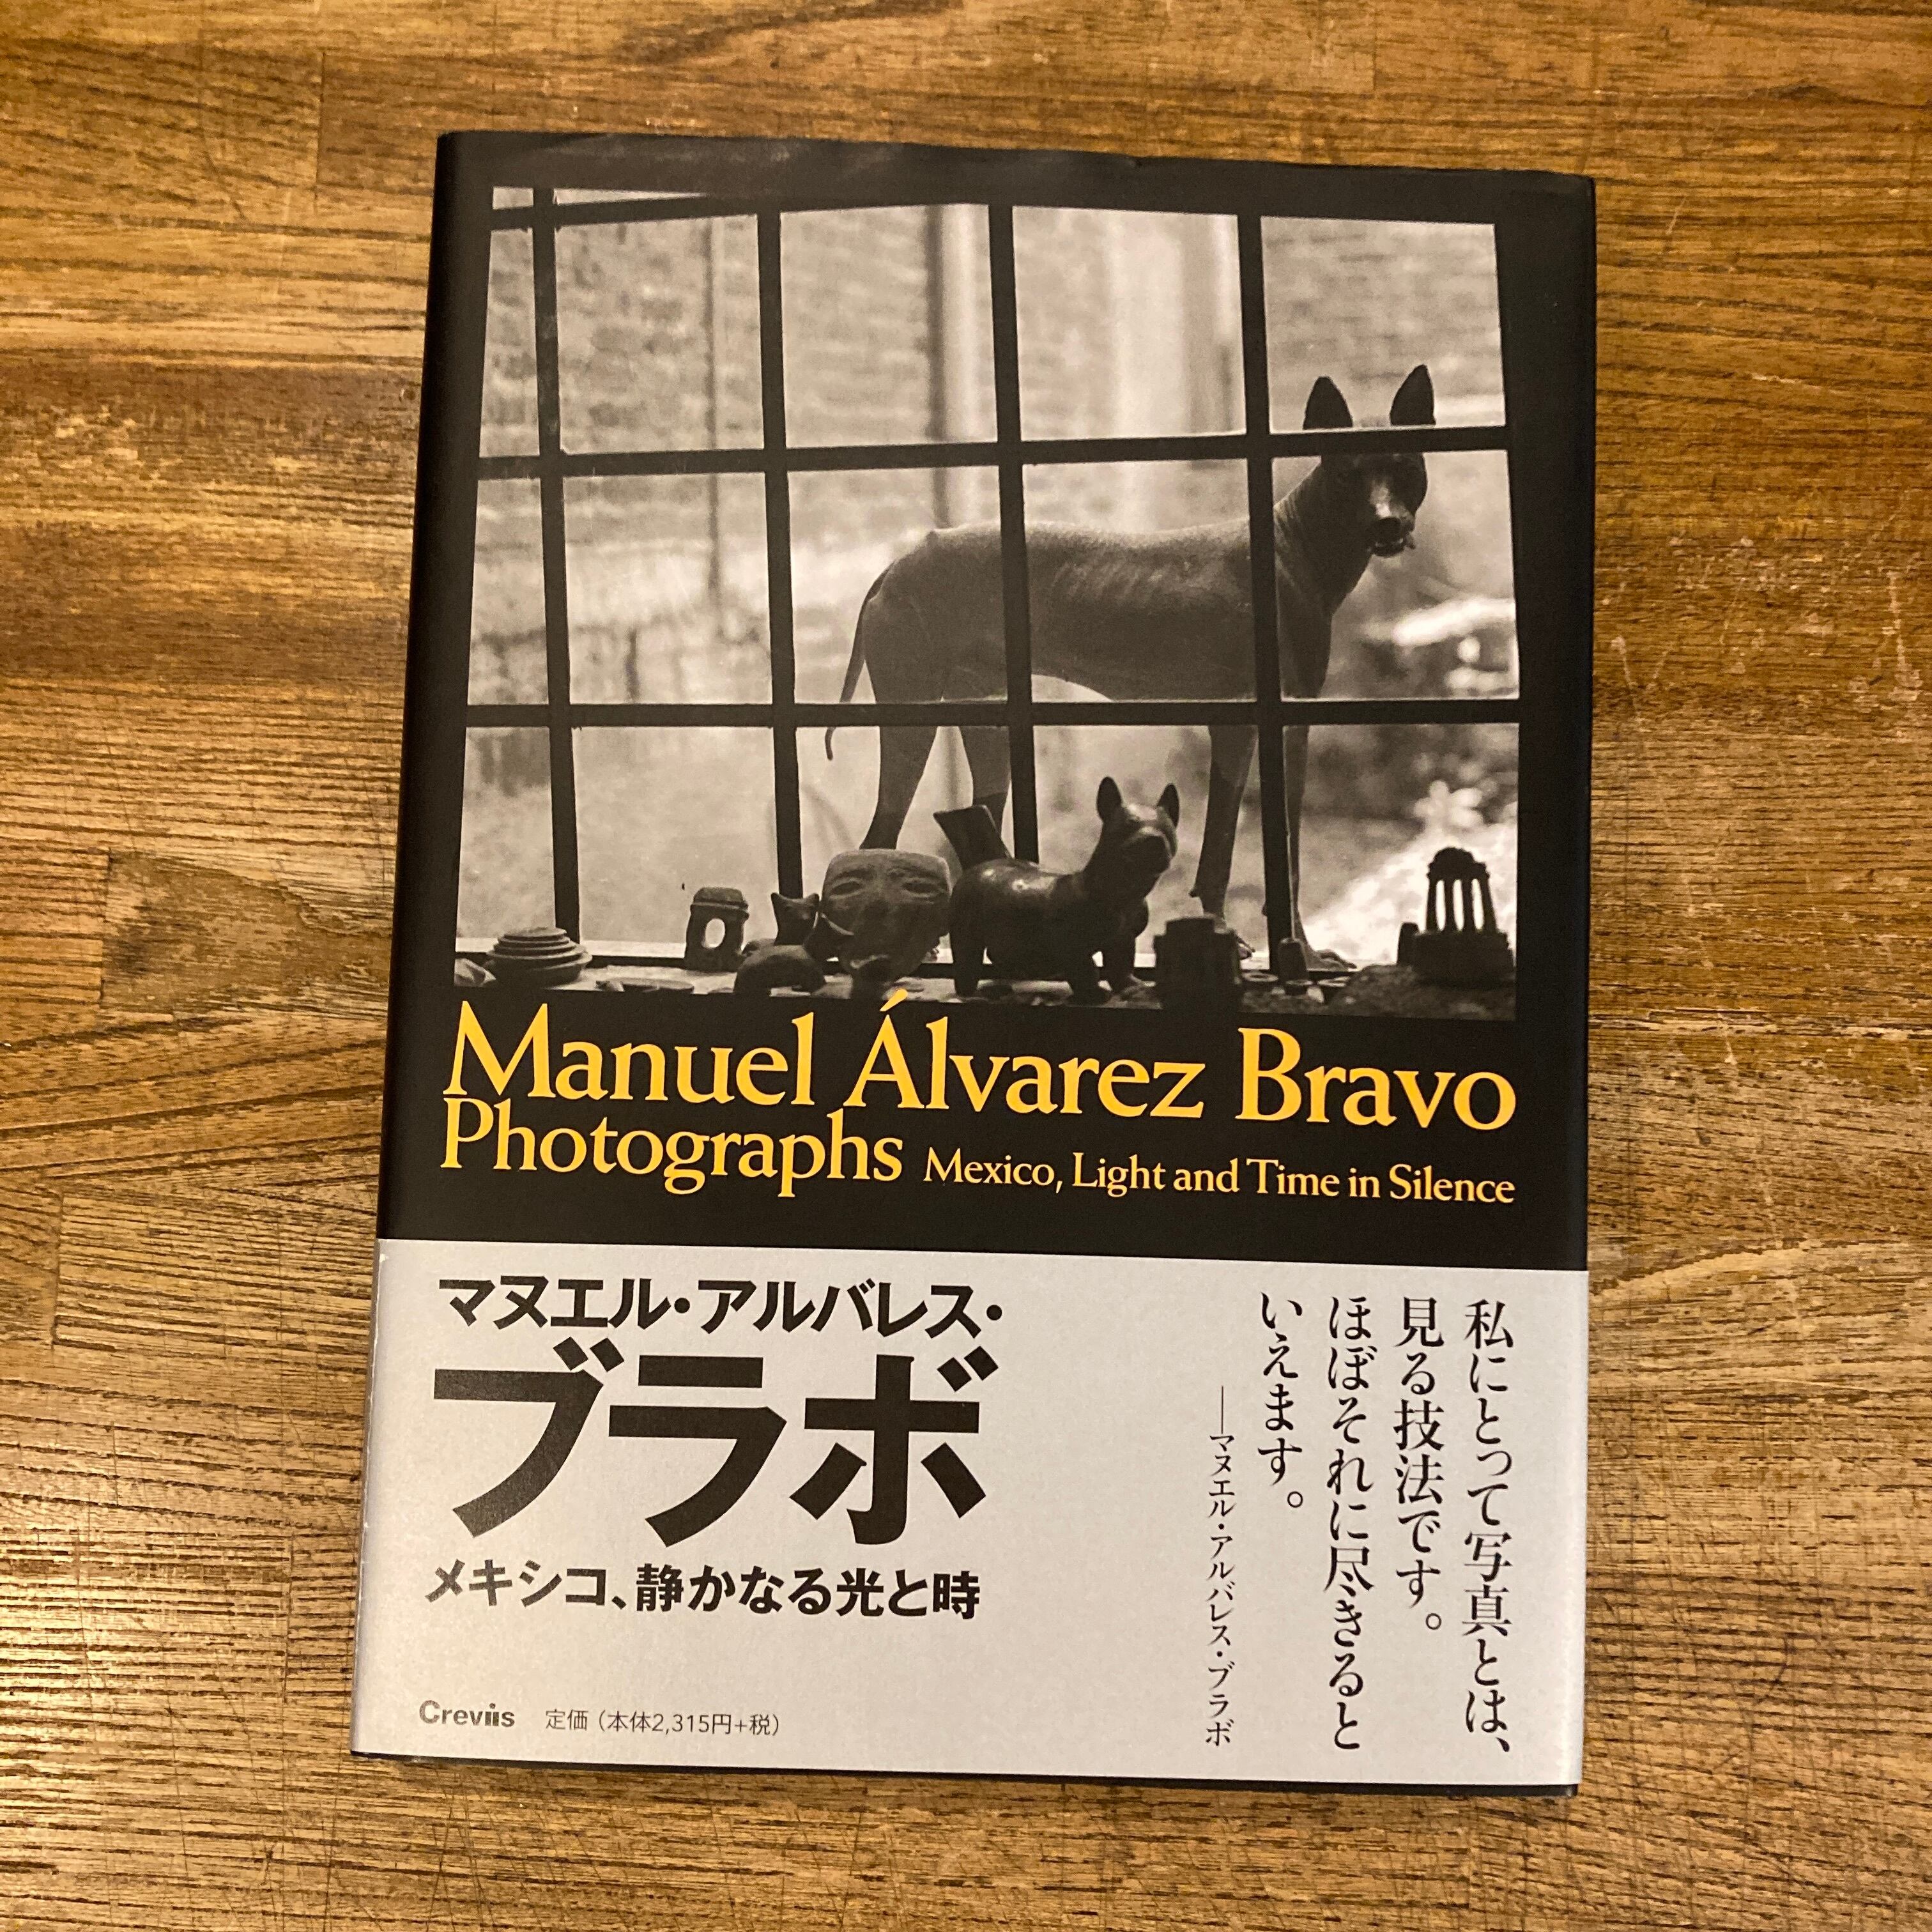 Manuel Álvarez Bravo
Photographs Mexico, Light and Time in Silence
マヌエル・アルバレス・
ブラボ
メキシコ、静かなる光と時
私にとって写真とは、
見る技法です。
ほぼそれに尽きると
いえます。
——マヌエル・アルバレス・ブラボ
Crevis 定価（本体2,315円+税）